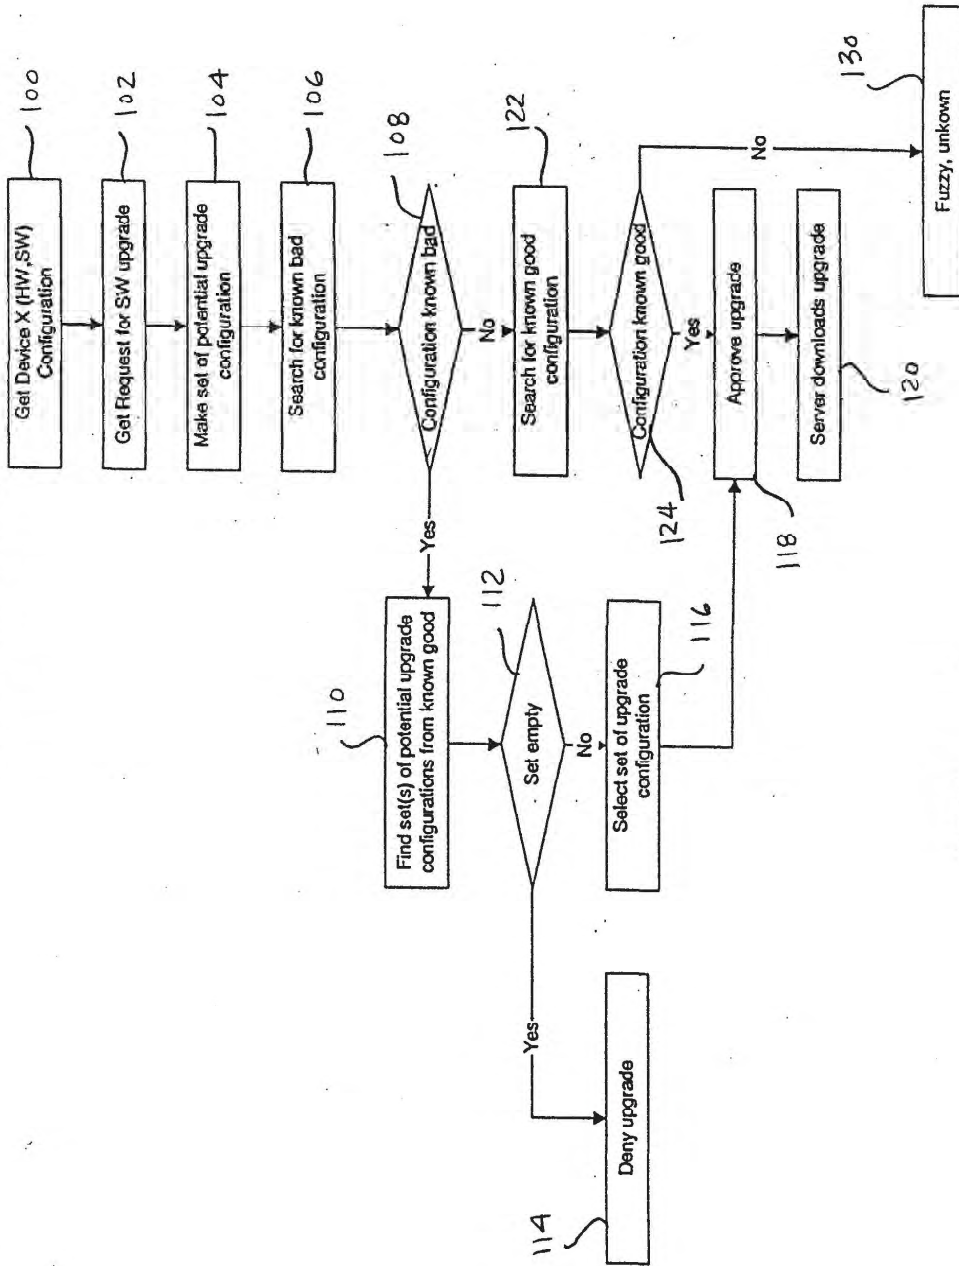 Get Device X (HW,SW)
Configuration
100
Get Request for SW upgrade
102
Make set of potential upgrade
configuration
104
Search for known bad
configuration
106
Configuration known bad
108
Yes
No
Find set(s) of potential upgrade
configurations from known good
110
Set empty
112
Yes
No
Deny upgrade
114
Select set of upgrade
configuration
116
Search for known good
configuration
122
Configuration known good
124
Yes
No
Approve upgrade
118
Server downloads upgrade
120
Fuzzy, unkown
130